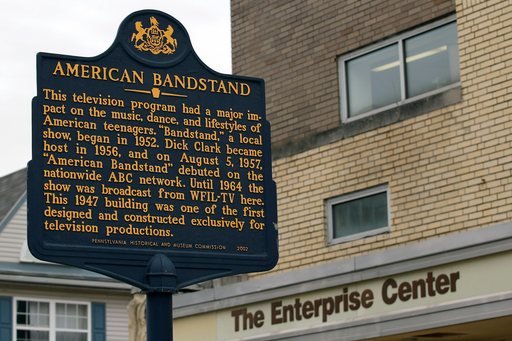 AMERICAN BANDSTAND
This television program had a major im-
pact on the music, dance, and lifestyles of
American teenagers. "Bandstand," a local
show, began in 1952. Dick Clark became
host in 1956, and on August 5, 1957,
"American Bandstand" debuted on the
nationwide ABC network. Until 1964 the
show was broadcast from WFIL-TV here.
This 1947 building was one of the first
designed and constructed exclusively for
television productions.
PENNSYLVANIA HISTORICAL AND MUSEUM COMMISSION 2002
The Enterprise Center